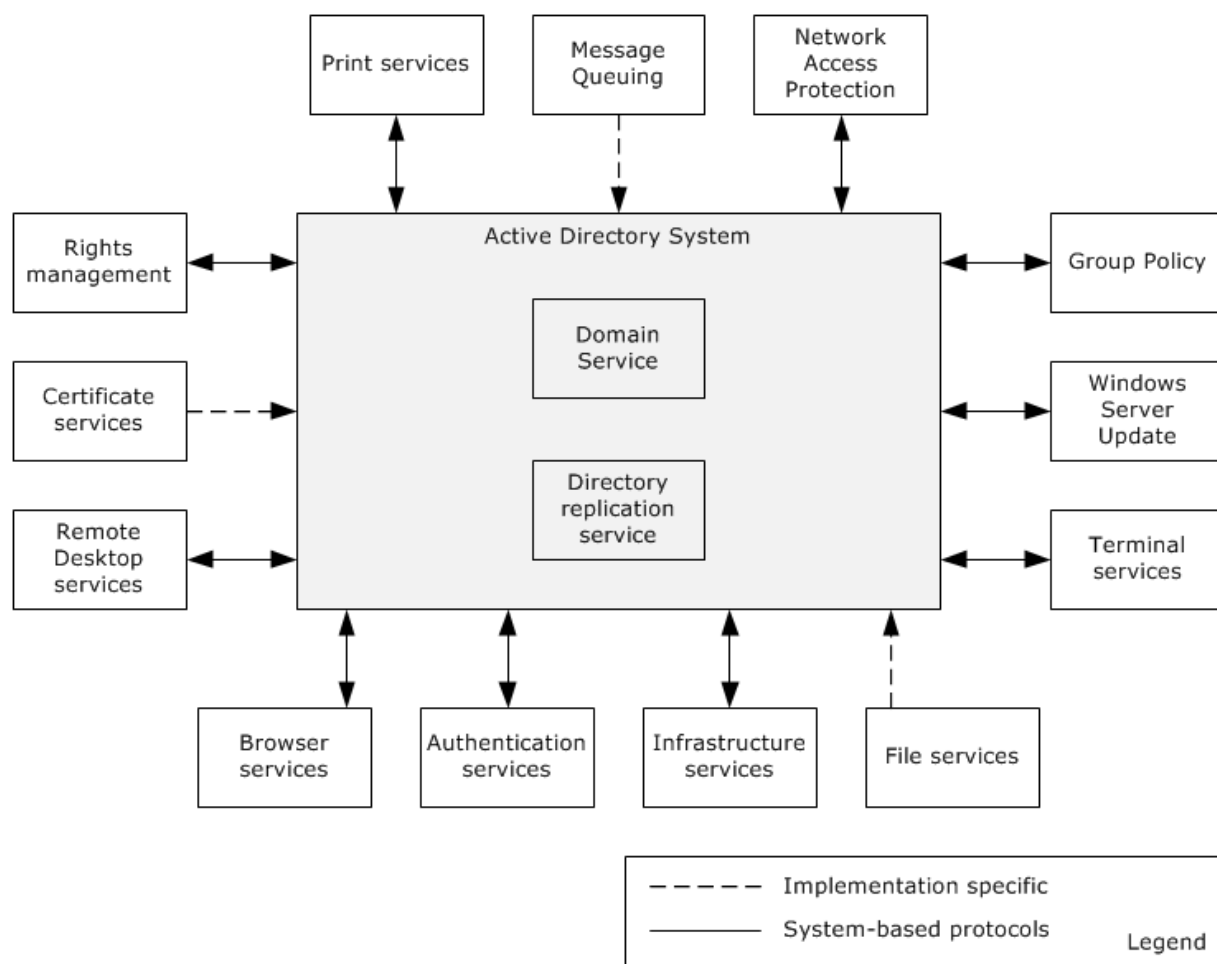 Print services
Message
Queuing
Network
Access
Protection
Rights
management
Active Directory System
Group Policy
Domain
Service
Certificate
services
Windows
Server
Update
Directory
replication
service
Remote
Desktop
services
Terminal
services
Browser
services
Authentication
services
Infrastructure
services
File services
Implementation specific
System-based protocols
Legend